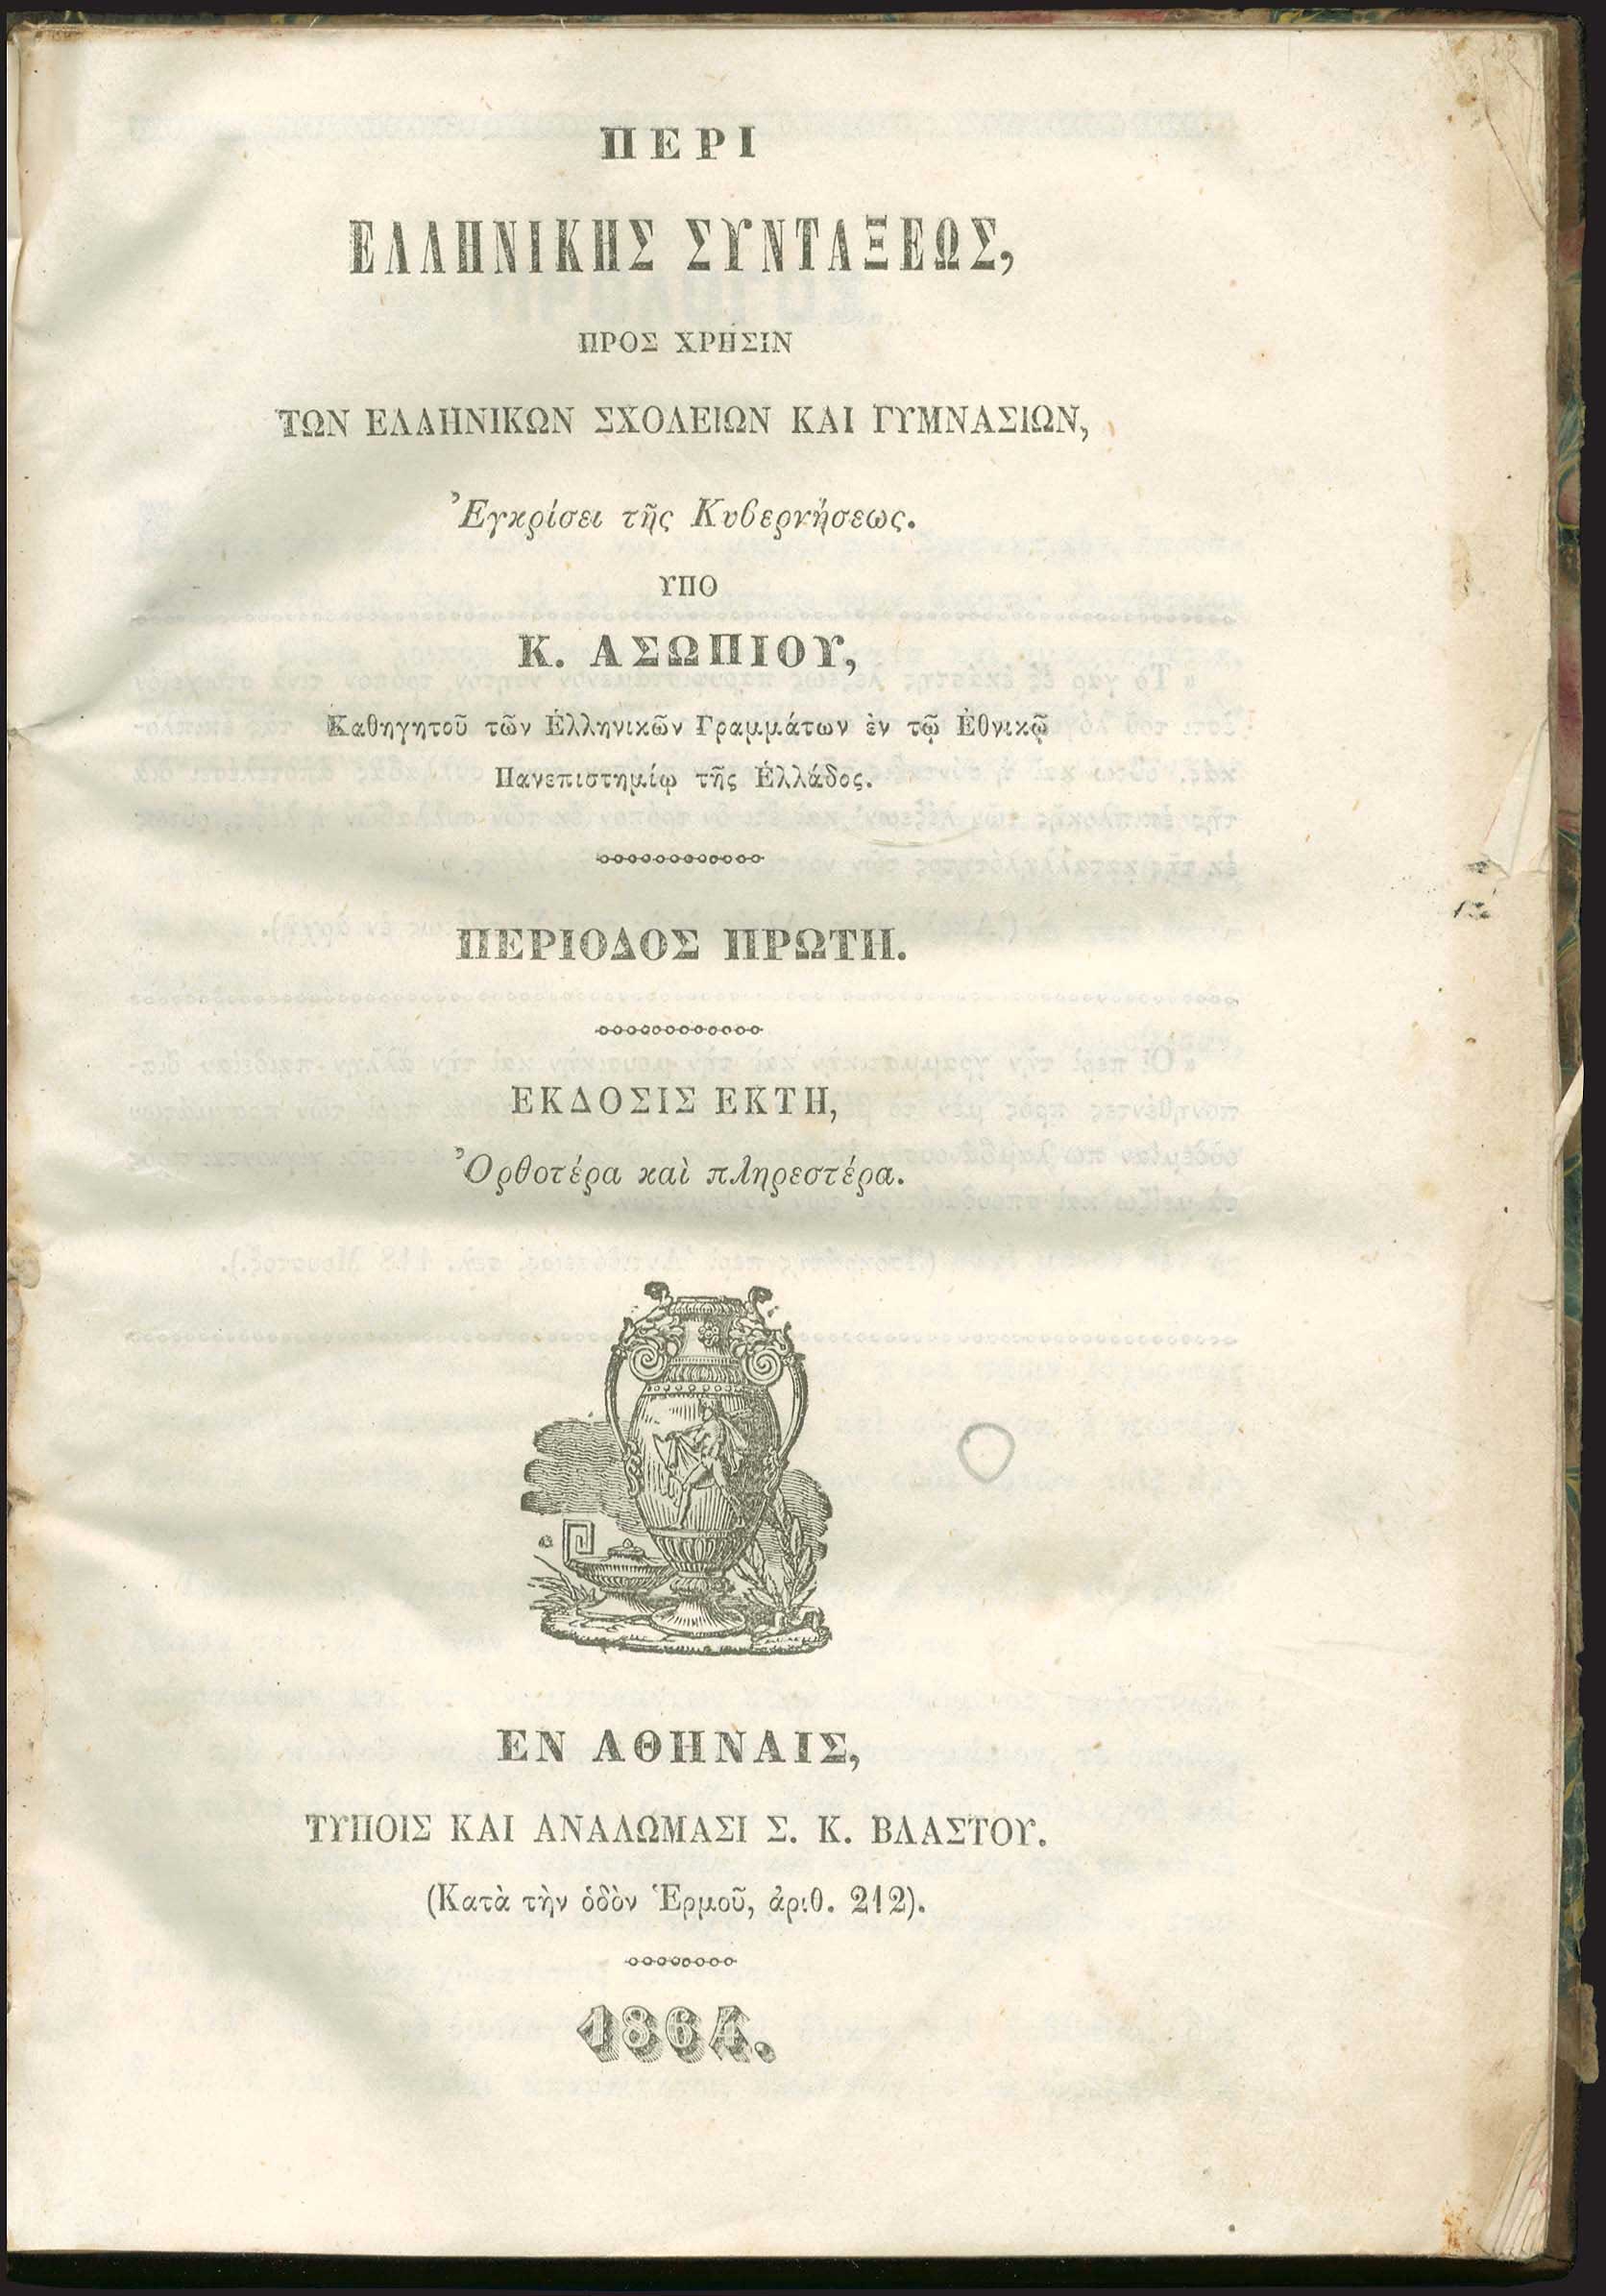 ΠΕΡΙ
ΕΛΛΗΝΙΚΗΣ ΣΥΝΤΑΞΕΩΣ,
ΠΡΟΣ ΧΡΗΣΙΝ
ΤΩΝ ΕΛΛΗΝΙΚΩΝ ΣΧΟΛΕΙΩΝ ΚΑΙ ΓΥΜΝΑΣΙΩΝ,
Ἐγκρίσει τῆς Κυβερνήσεως.
ΥΠΟ
Κ. ΑΣΩΠΙΟΥ,
Καθηγητοῦ τῶν Ἑλληνικῶν Γραμμάτων ἐν τῷ Ἐθνικῷ
Πανεπιστημίῳ τῆς Ἑλλάδος.
ΠΕΡΙΟΔΟΣ ΠΡΩΤΗ.
ΕΚΔΟΣΙΣ ΕΚΤΗ,
Ὀρθοτέρα καὶ πληρεστέρα.
ΕΝ ΑΘΗΝΑΙΣ,
ΤΥΠΟΙΣ ΚΑΙ ΑΝΑΛΩΜΑΣΙ Σ. Κ. ΒΛΑΣΤΟΥ.
(Κατὰ τὴν ὁδὸν Ἑρμοῦ, ἀριθ. 212).
1864.